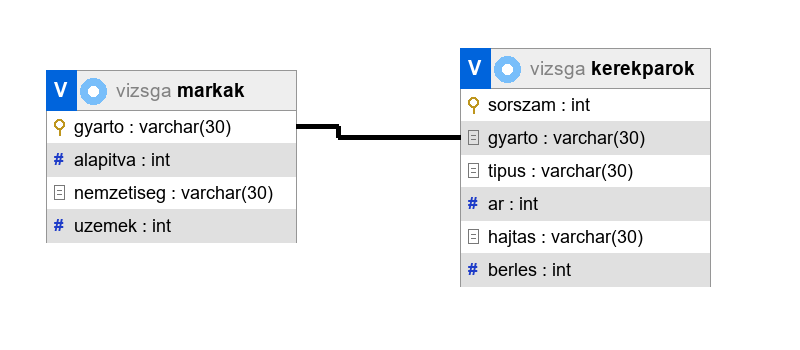 V vizsga markak
gyarto : varchar(30)
# alapitva : int
nemzetiseg : varchar(30)
# uzemek : int
V vizsga kerekparok
sorszam : int
gyarto : varchar(30)
tipus : varchar(30)
# ar : int
hajtas : varchar(30)
# berles : int